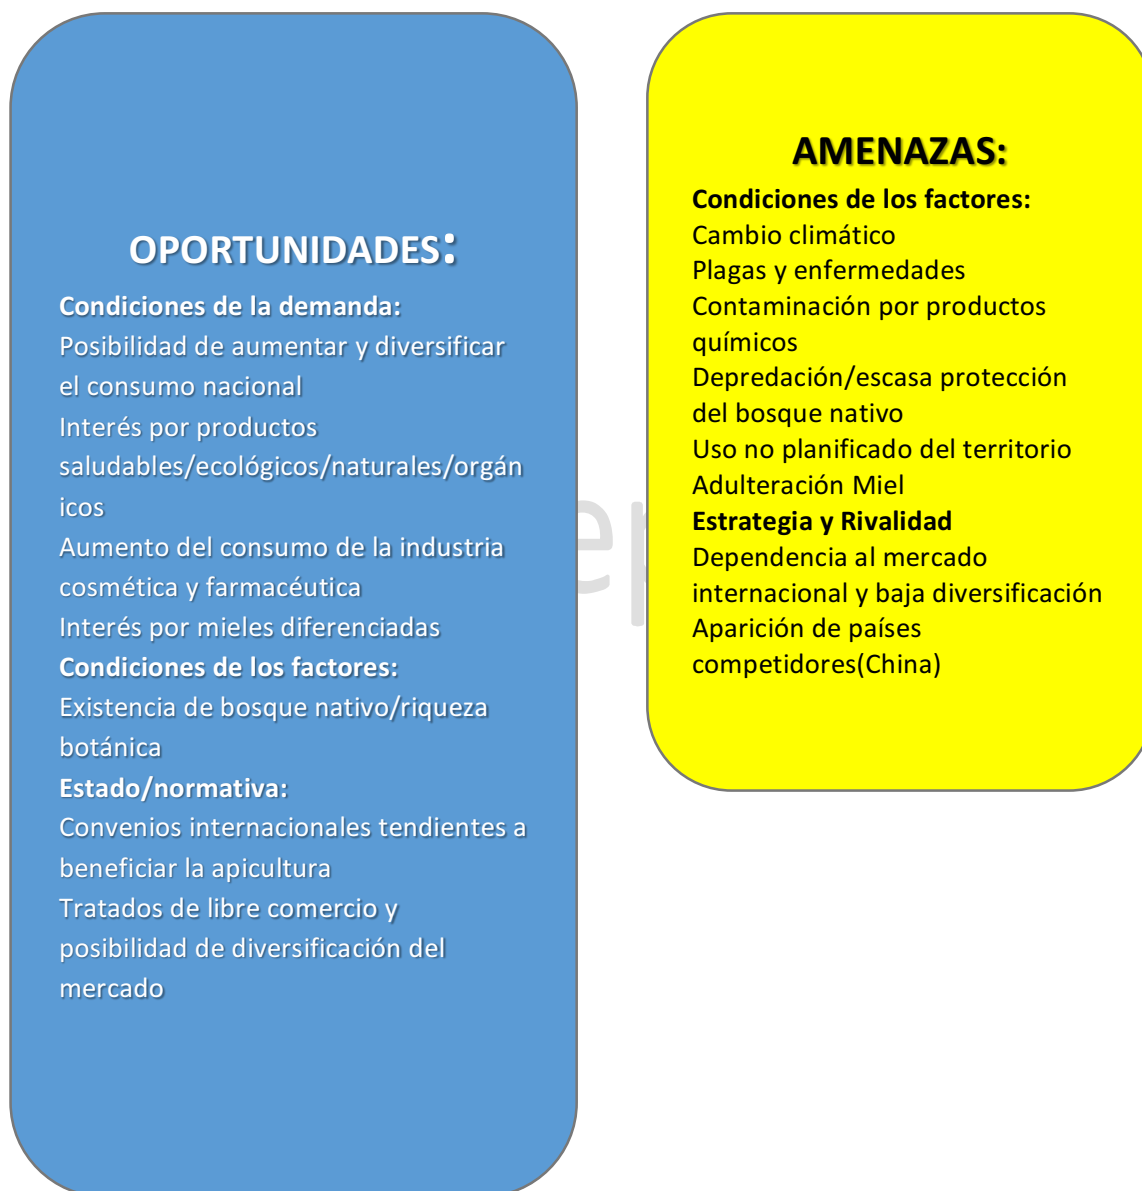 OPORTUNIDADES:
Condiciones de la demanda:
Posibilidad de aumentar y diversificar
el consumo nacional
Interés por productos
saludables/ecológicos/naturales/orgán
icos
Aumento del consumo de la industria
cosmética y farmacéutica
Interés por mieles diferenciadas
Condiciones de los factores:
Existencia de bosque nativo/riqueza
botánica
Estado/normativa:
Convenios internacionales tendientes a
beneficiar la apicultura
Tratados de libre comercio y
posibilidad de diversificación del
mercado
AMENAZAS:
Condiciones de los factores:
Cambio climático
Plagas y enfermedades
Contaminación por productos
químicos
Depredación/escasa protección
del bosque nativo
Uso no planificado del territorio
Adulteración Miel
Estrategia y Rivalidad
Dependencia al mercado
internacional y baja diversificación
Aparición de países
competidores(China)